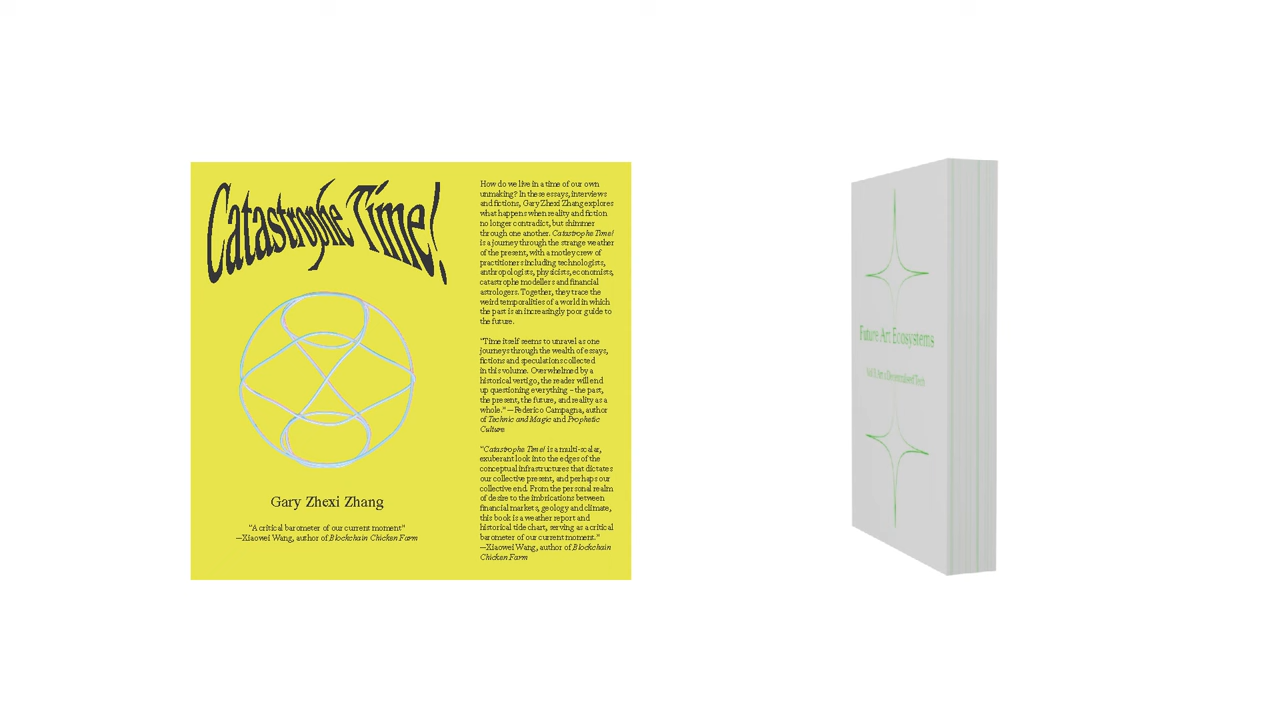 Catastrophe Time!
Gary Zhexi Zhang
"A critical barometer of our current moment"
—Xiaowei Wang, author of Blockchain Chicken Farm
How do we live in a time of our own
unmaking? In these essays, interviews
and fictions, Gary Zhexi Zhang explores
what happens when reality and fiction
no longer contradict, but shimmer
through one another. Catastrophe Time!
is a journey through the strange weather
of the present, with a motley crew of
practitioners including technologists,
anthropologists, physicists, economists,
catastrophe modellers and financial
astrologers. Together, they trace the
weird temporalities of a world in which
the past is an increasingly poor guide to
the future.
"Time itself seems to unravel as one
journeys through the wealth of essays,
fictions and speculations collected
in this volume. Overwhelmed by a
historical vertigo, the reader will end
up questioning everything – the past,
the present, the future, and reality as a
whole." —Federico Campagna, author
of Technic and Magic and Prophetic
Culture
"Catastrophe Time! is a multi-scalar,
exuberant look into the edges of the
conceptual infrastructures that dictates
our collective present, and perhaps our
collective end. From the personal realm
of desire to the imbrications between
financial markets, geology and climate,
this book is a weather report and
historical tide chart, serving as a critical
barometer of our current moment."
—Xiaowei Wang, author of Blockchain
Chicken Farm
Future Art Ecosystems
Art x Decentralised Tech